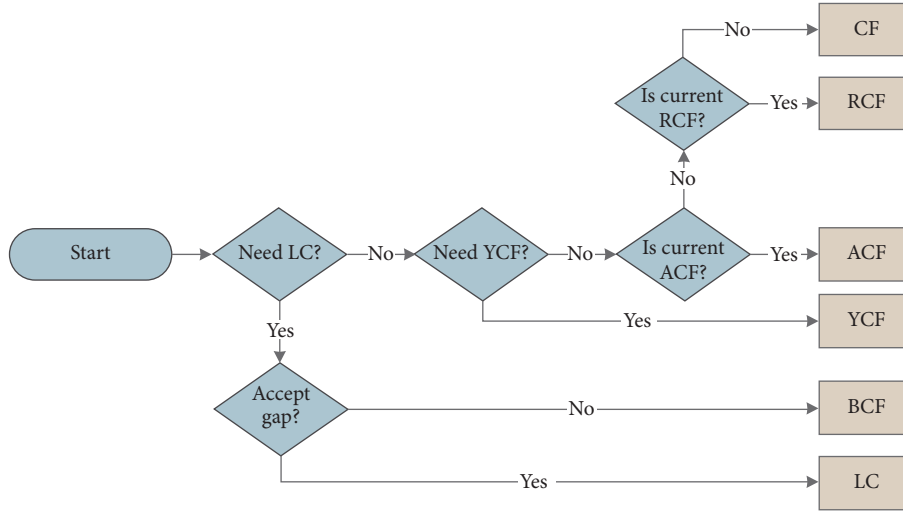 No
CF
Is current
RCF?
Yes
RCF
No
Start
Need LC?
No
Need YCF?
No
Is current
ACF?
Yes
ACF
Yes
YCF
Yes
Accept
gap?
No
BCF
Yes
LC